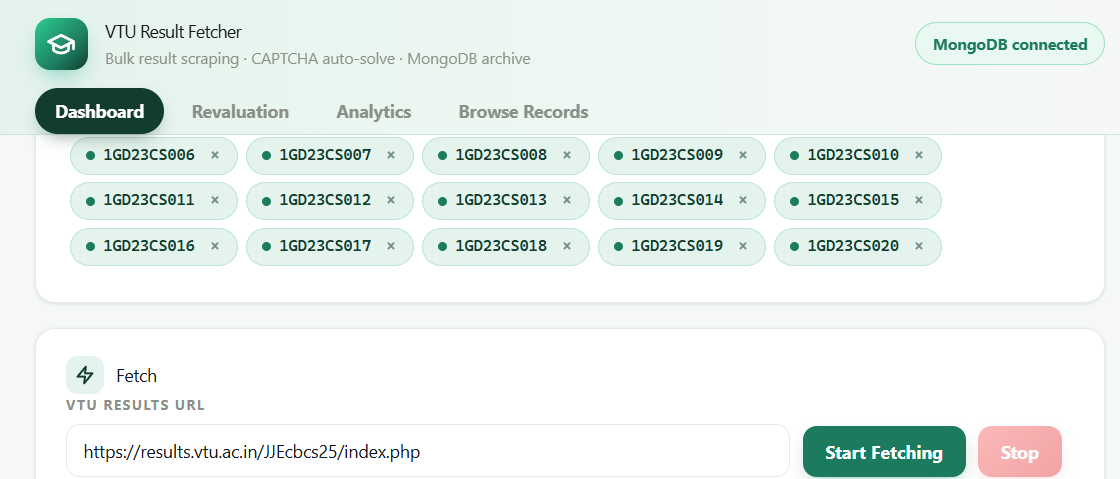 VTU Result Fetcher
Bulk result scraping · CAPTCHA auto-solve · MongoDB archive
MongoDB connected
Dashboard Revaluation Analytics Browse Records
1GD23CS006 × 1GD23CS007 × 1GD23CS008 × 1GD23CS009 × 1GD23CS010 ×
1GD23CS011 × 1GD23CS012 × 1GD23CS013 × 1GD23CS014 × 1GD23CS015 ×
1GD23CS016 × 1GD23CS017 × 1GD23CS018 × 1GD23CS019 × 1GD23CS020 ×
Fetch
VTU RESULTS URL
https://results.vtu.ac.in/JJEcbcs25/index.php Start Fetching Stop